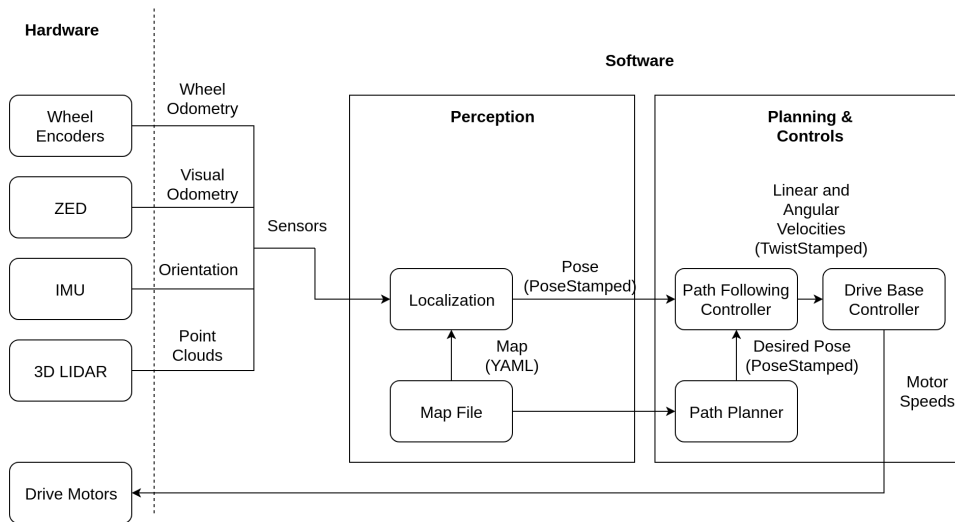 Hardware
Software
Wheel
Encoders
Wheel
Odometry
ZED
Visual
Odometry
IMU
Orientation
3D LIDAR
Point
Clouds
Drive Motors
Sensors
Perception
Localization
Pose
(PoseStamped)
Map
(YAML)
Map File
Planning &
Controls
Linear and
Angular
Velocities
(TwistStamped)
Path Following
Controller
Drive Base
Controller
Desired Pose
(PoseStamped)
Path Planner
Motor
Speeds